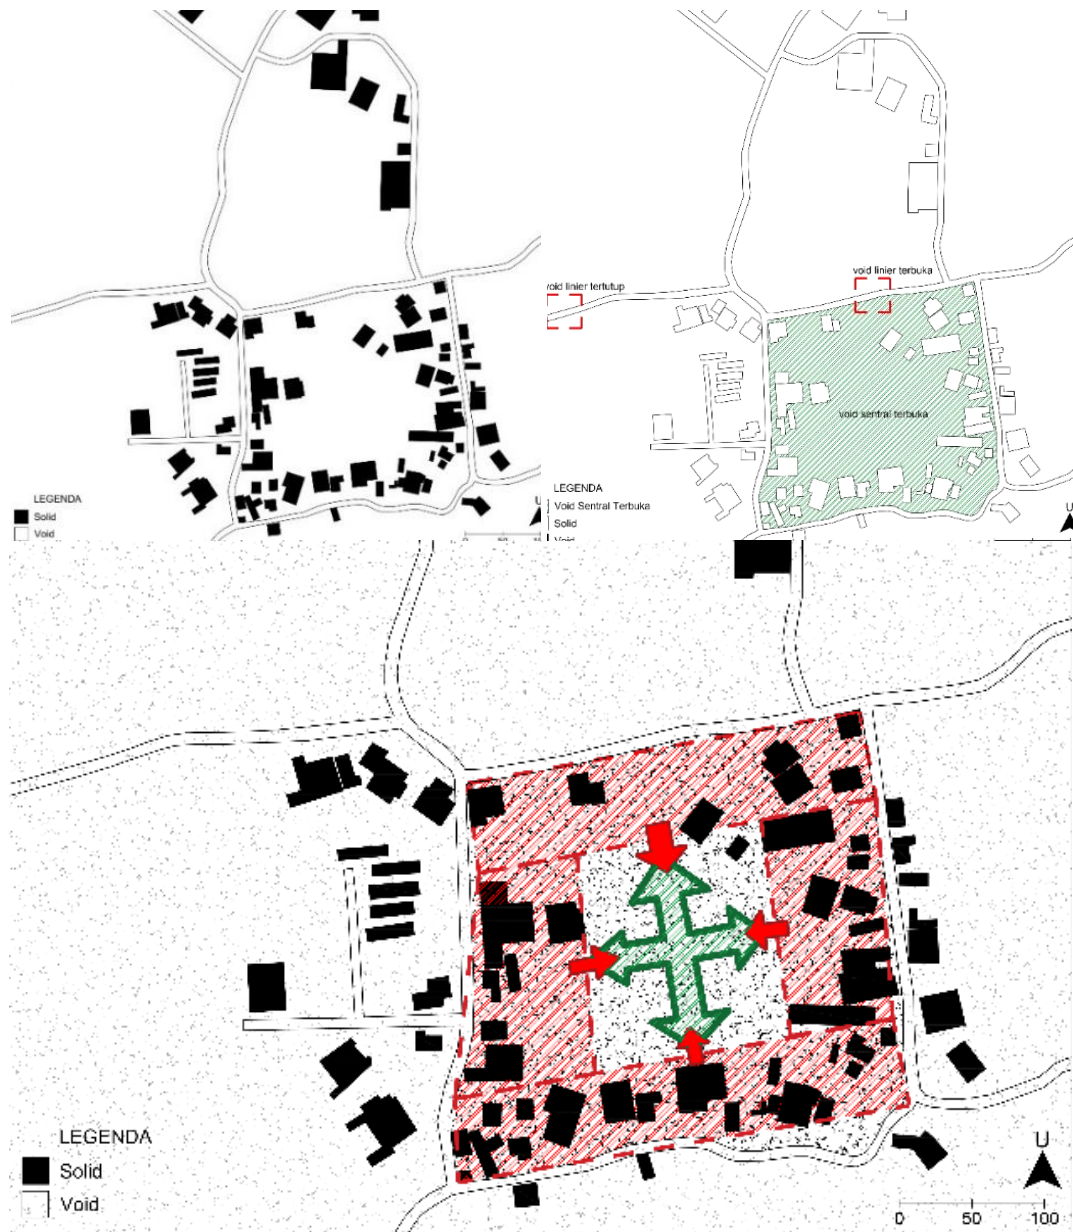 LEGENDA
Solid
Void
U
void linier terbuka
void linier tertutup
void sentral terbuka
LEGENDA
Void Sentral Terbuka
Solid
Void
U
LEGENDA
Solid
Void
U
0 50 100